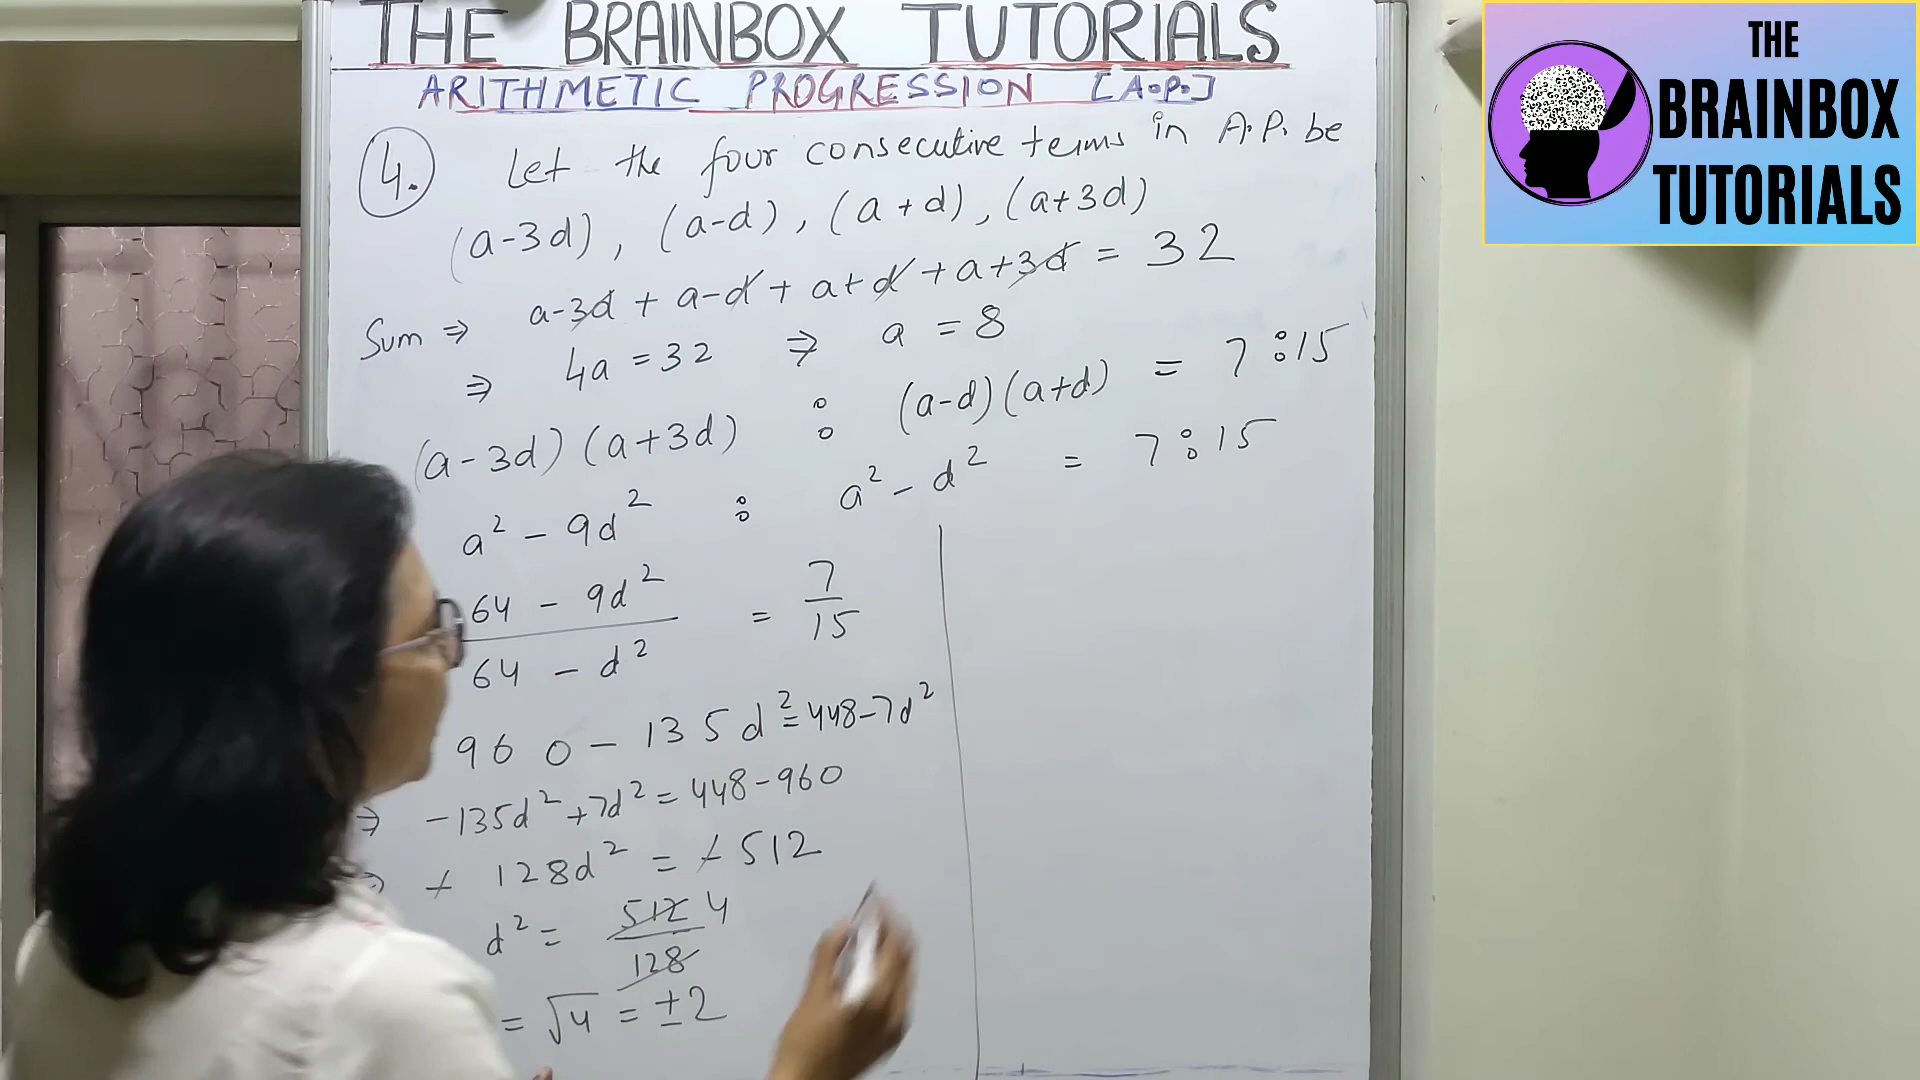 THE BRAINBOX TUTORIALS
ARITHMETIC PROGRESSION [A.P.]
4. Let the four consecutive terms in A.P. be
(a-3d), (a-d), (a+d), (a+3d)
Sum ⇒ a-3d + a-d + a+d + a+3d = 32
⇒ 4a = 32 ⇒ a = 8
(a-3d)(a+3d) : (a-d)(a+d) = 7:15
a² - 9d² : a² - d² = 7:15
64 - 9d² / 64 - d² = 7/15
960 - 135d² = 448-7d²
⇒ -135d² + 7d² = 448-960
⇒ - 128d² = -512
d² = 512/128 4
= √4 = ±2
THE
BRAINBOX
TUTORIALS